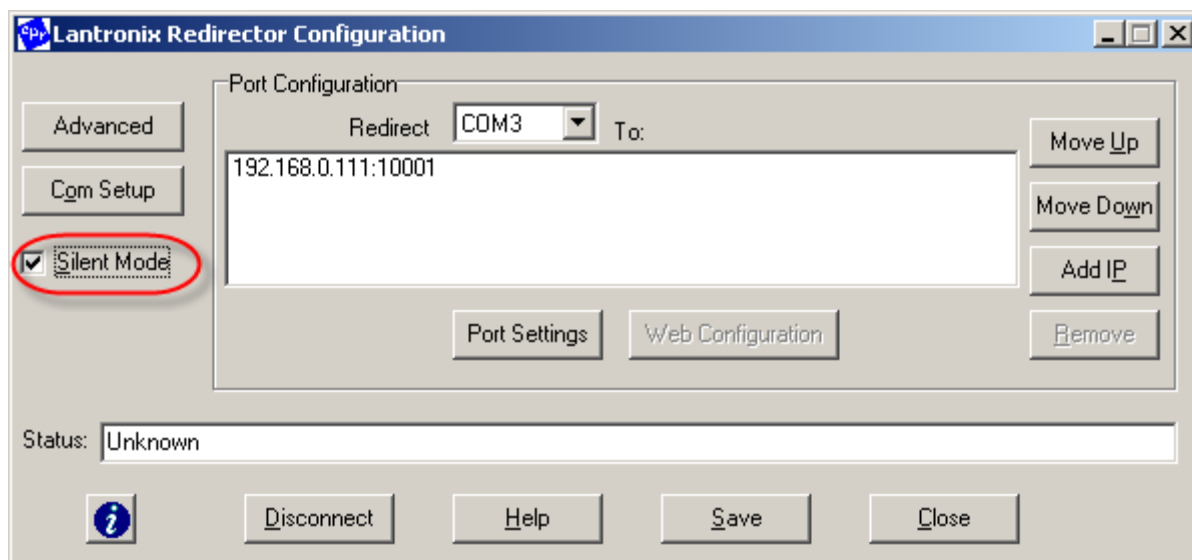 cpr Lantronix Redirector Configuration
Port Configuration
Advanced
Redirect COM3 To:
Move Up
192.168.0.111:10001
Com Setup
Move Down
Silent Mode
Add IP
Port Settings Web Configuration Remove
Status: Unknown
i Disconnect Help Save Close